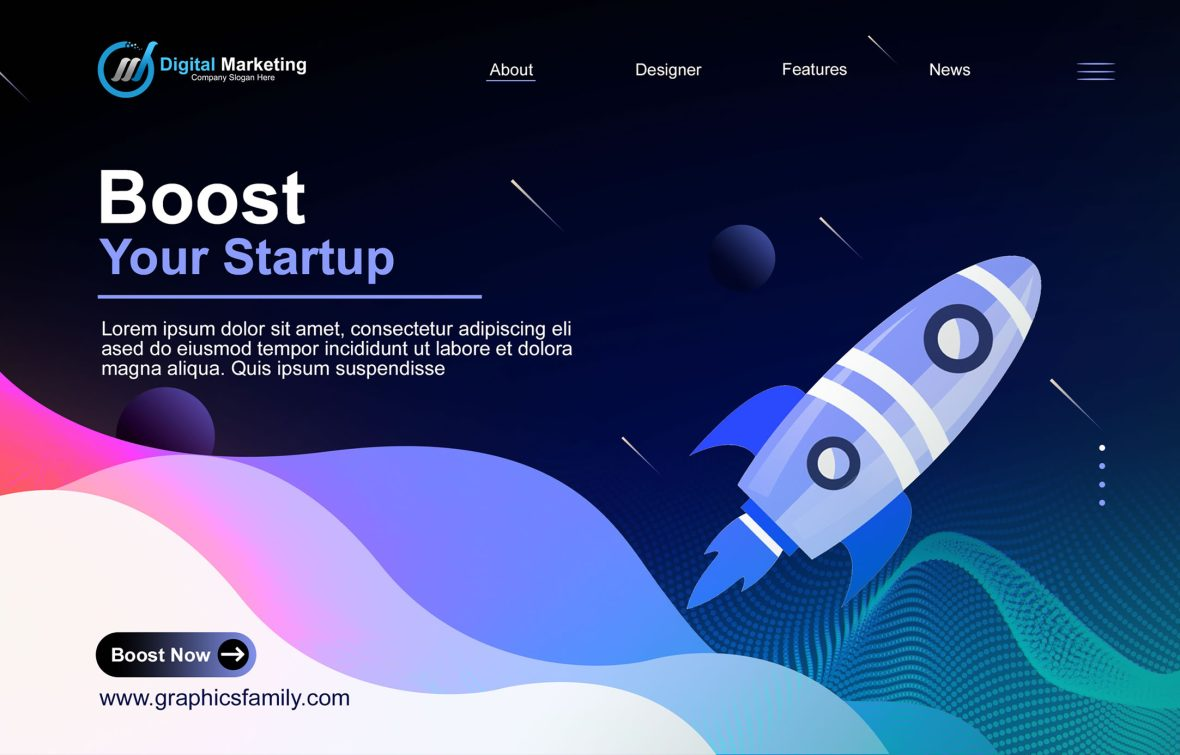 Digital Marketing
Company Slogan Here
About Designer Features News
Boost
Your Startup
Lorem ipsum dolor sit amet, consectetur adipiscing eli
ased do eiusmod tempor incididunt ut labore et dolora
magna aliqua. Quis ipsum suspendisse
Boost Now
www.graphicsfamily.com